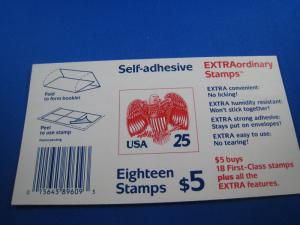 Self-adhesive
EXTRAordinary
Stamps™
Fold
to form booklet
Peel
to use stamp
USA 25
Eighteen
Stamps $5
EXTRA convenient:
No licking!
EXTRA humidity resistant:
Won't stick together!
EXTRA strong adhesive:
Stays put on envelopes!
EXTRA easy to use:
No tearing!
$5 buys
18 First-Class stamps
plus all the
EXTRA features.
0 13645 89609 3